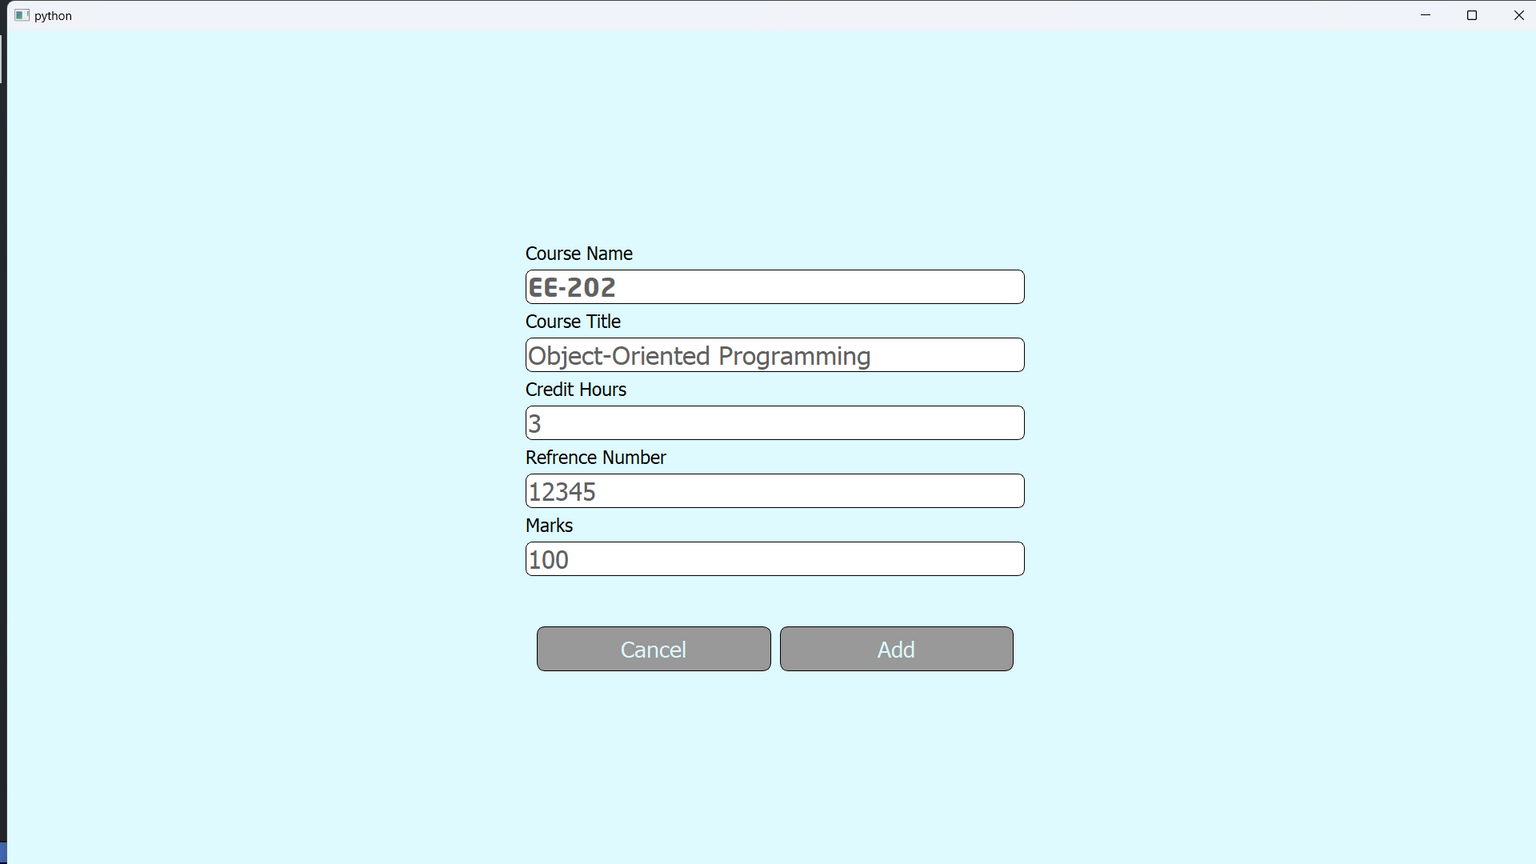 python
Course Name
EE-202
Course Title
Object-Oriented Programming
Credit Hours
3
Refrence Number
12345
Marks
100
Cancel Add